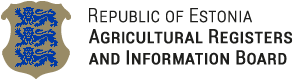 Republic of Estonia
Agricultural Registers
and Information Board